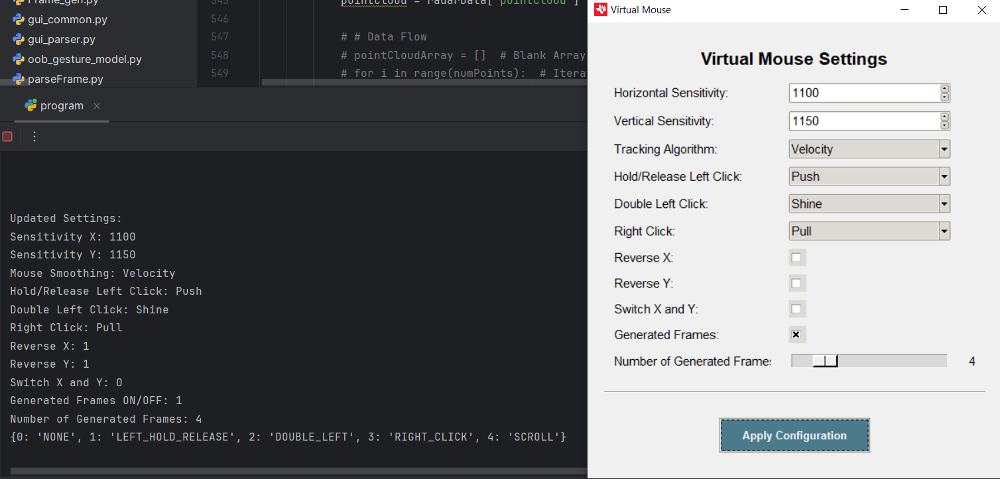 Frame_gen.py
gui_common.py
gui_parser.py
oob_gesture_model.py
parseFrame.py
545
pointCloud = radarData['pointCloud']
546
547 # # Data Flow
548 # pointCloudArray = [] # Blank Array
549 # for i in range(numPoints): # Itera
program
Updated Settings:
Sensitivity X: 1100
Sensitivity Y: 1150
Mouse Smoothing: Velocity
Hold/Release Left Click: Push
Double Left Click: Shine
Right Click: Pull
Reverse X: 1
Reverse Y: 1
Switch X and Y: 0
Generated Frames ON/OFF: 1
Number of Generated Frames: 4
{0: 'NONE', 1: 'LEFT_HOLD_RELEASE', 2: 'DOUBLE_LEFT', 3: 'RIGHT_CLICK', 4: 'SCROLL'}
Virtual Mouse
Virtual Mouse Settings
Horizontal Sensitivity: 1100
Vertical Sensitivity: 1150
Tracking Algorithm: Velocity
Hold/Release Left Click: Push
Double Left Click: Shine
Right Click: Pull
Reverse X:
Reverse Y:
Switch X and Y:
Generated Frames:
Number of Generated Frames 4
Apply Configuration